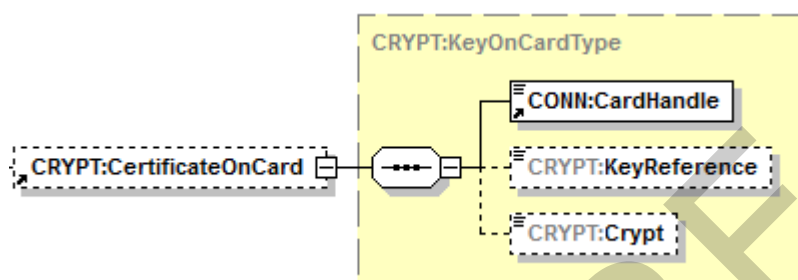 CRYPT:KeyOnCardType
CONN:CardHandle
CRYPT:CertificateOnCard
CRYPT:KeyReference
CRYPT:Crypt